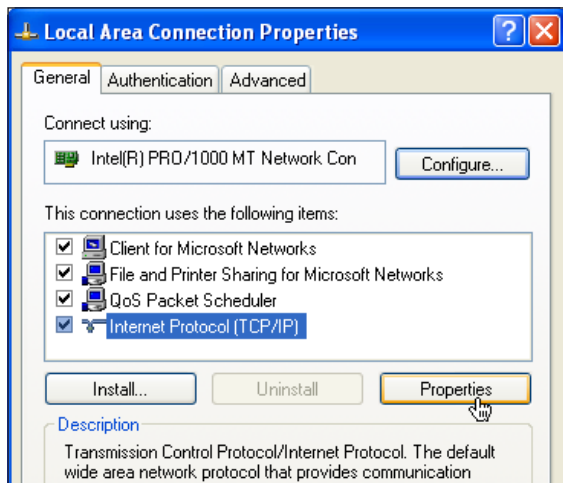 Local Area Connection Properties
General Authentication Advanced
Connect using:
Intel(R) PRO/1000 MT Network Con
Configure...
This connection uses the following items:
Client for Microsoft Networks
File and Printer Sharing for Microsoft Networks
QoS Packet Scheduler
Internet Protocol (TCP/IP)
Install... Uninstall Properties
Description
Transmission Control Protocol/Internet Protocol. The default
wide area network protocol that provides communication